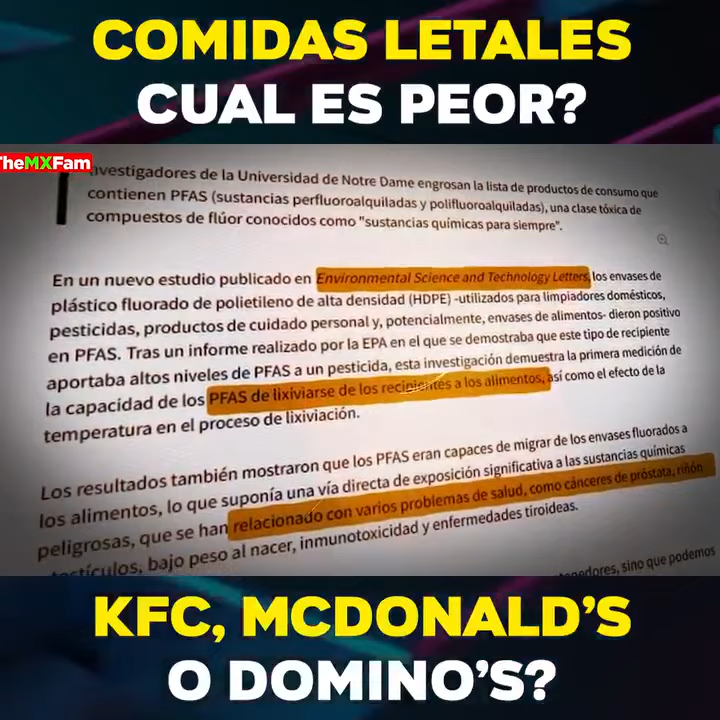 COMIDAS LETALES
CUAL ES PEOR?
TheMXFam
nvestigadores de la Universidad de Notre Dame engrosan la lista de productos de consumo que
contienen PFAS (sustancias perfluoroalquiladas y polifluoroalquiladas), una clase tóxica de
compuestos de flúor conocidos como "sustancias químicas para siempre".
En un nuevo estudio publicado en Environmental Science and Technology Letters, los envases de
plástico fluorado de polietileno de alta densidad (HDPE) -utilizados para limpiadores domésticos,
pesticidas, productos de cuidado personal y, potencialmente, envases de alimentos- dieron positivo
en PFAS. Tras un informe realizado por la EPA en el que se demostraba que este tipo de recipiente
aportaba altos niveles de PFAS a un pesticida, esta investigación demuestra la primera medición de
la capacidad de los PFAS de lixiviarse de los recipientes a los alimentos, así como el efecto de la
temperatura en el proceso de lixiviación.
Los resultados también mostraron que los PFAS eran capaces de migrar de los envases fluorados a
los alimentos, lo que suponía una vía directa de exposición significativa a las sustancias químicas
peligrosas, que se han relacionado con varios problemas de salud, como cánceres de próstata, riñón
testículos, bajo peso al nacer, inmunotoxicidad y enfermedades tiroideas.
sino que podemos
KFC, MCDONALD'S
O DOMINO'S?